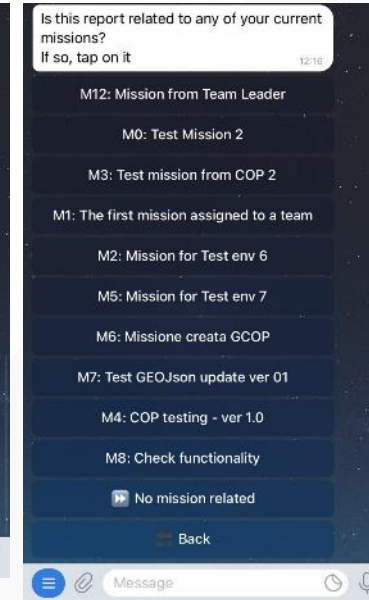 Is this report related to any of your current
missions?
If so, tap on it
12:16
M12: Mission from Team Leader
M0: Test Mission 2
M3: Test mission from COP 2
M1: The first mission assigned to a team
M2: Mission for Test env 6
M5: Mission for Test env 7
M6: Missione creata GCOP
M7: Test GEOJson update ver 01
M4: COP testing - ver 1.0
M8: Check functionality
⏩ No mission related
Back
Message